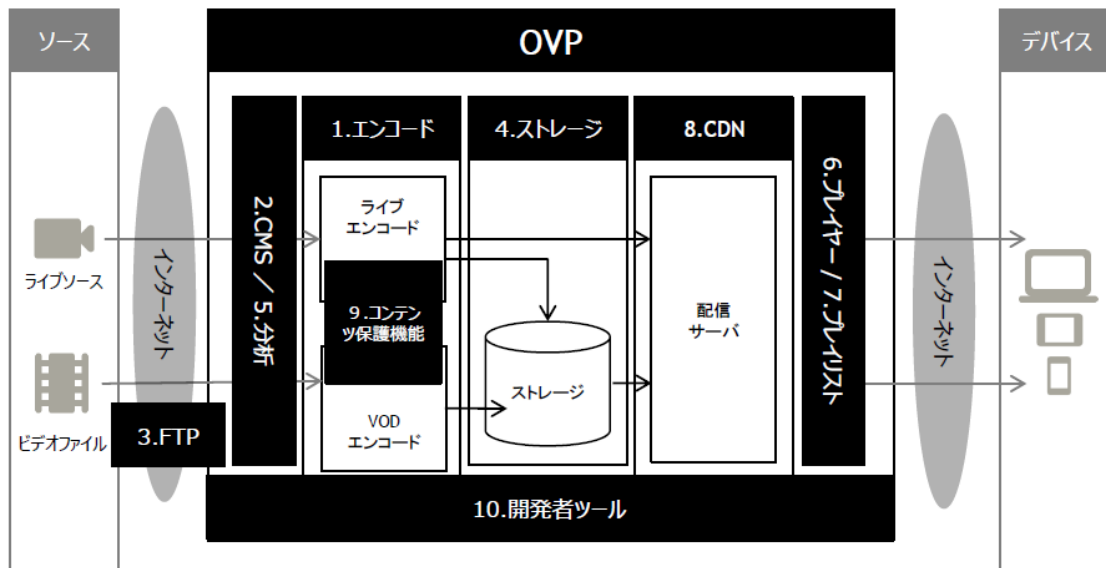 ソース
OVP
デバイス
1.エンコード
4.ストレージ
8.CDN
2.CMS ／ 5.分析
6.プレイヤー / 7.プレイリスト
ライブ
エンコード
ライブソース
インターネット
9.コンテン
ツ保護機能
配信
サーバ
インターネット
ストレージ
VOD
エンコード
ビデオファイル
3.FTP
10.開発者ツール